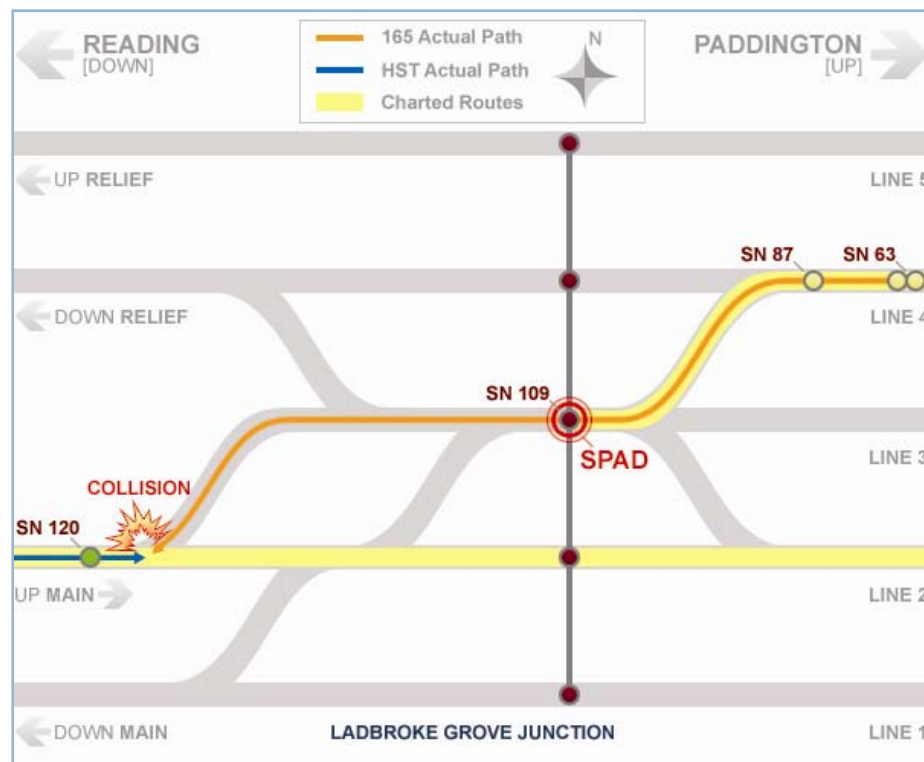 READING
[DOWN]
165 Actual Path
HST Actual Path
Charted Routes
N
PADDINGTON
[UP]
UP RELIEF
LINE 5
SN 87
SN 63
DOWN RELIEF
LINE 4
SN 109
SPAD
LINE 3
COLLISION
SN 120
UP MAIN
LINE 2
DOWN MAIN
LADBROKE GROVE JUNCTION
LINE 1